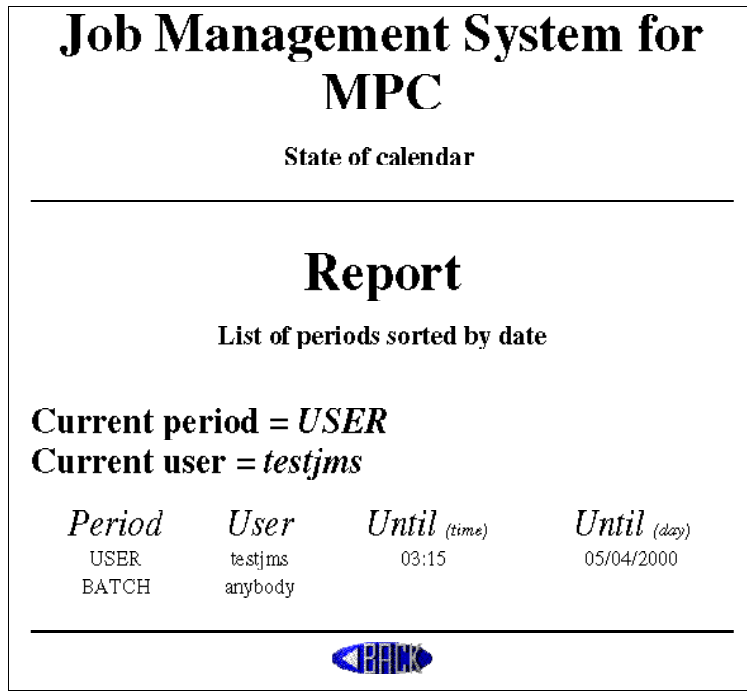 Job Management System for
MPC
State of calendar
Report
List of periods sorted by date
Current period = USER
Current user = testjms
Period User Until (time) Until (day)
USER testjms 03:15 05/04/2000
BATCH anybody
BACK